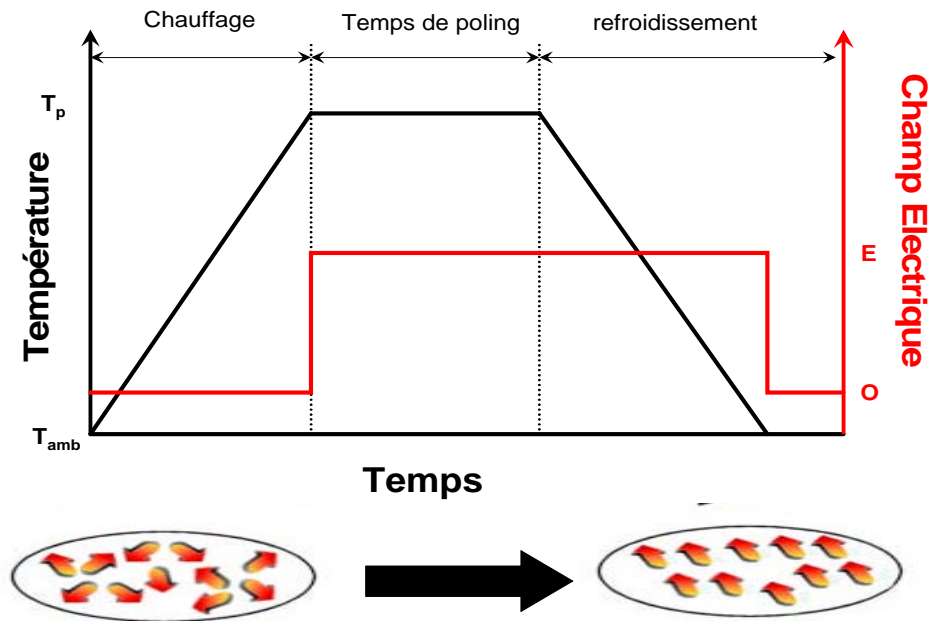 Chauffage
Temps de poling
refroidissement
Tp
Température
Champ Electrique
E
O
Tamb
Temps